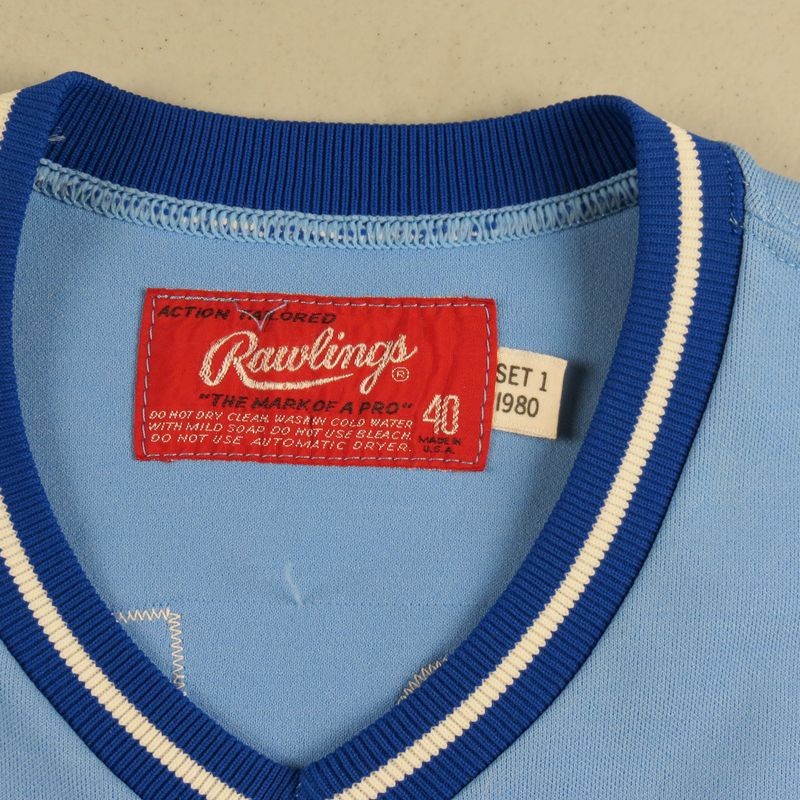 ACTION TAILORED
Rawlings®
"THE MARK OF A PRO"
DO NOT DRY CLEAN. WASH IN COLD WATER
WITH MILD SOAP. DO NOT USE BLEACH.
DO NOT USE AUTOMATIC DRYER.
40
MADE IN
U.S.A.
SET 1
1980